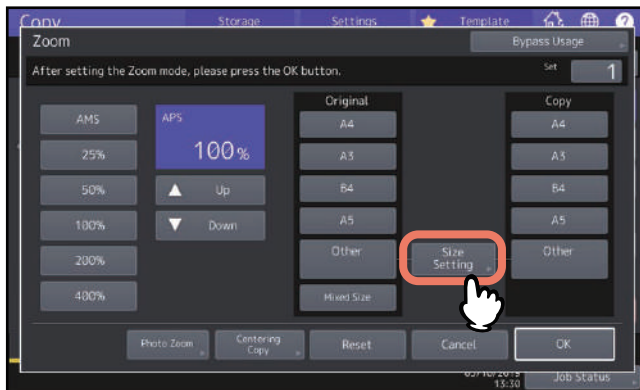 Copy Storage Settings Template
Zoom
Bypass Usage
After setting the Zoom mode, please press the OK button.
Set 1
Original
Copy
AMS
APS
100%
A4
A4
25%
A3
A3
50%
Up
B4
B4
100%
Down
A5
A5
200%
Other
Size
Setting
Other
400%
Mixed Size
Photo Zoom
Centering
Copy
Reset
Cancel
OK
13:30
Job Status